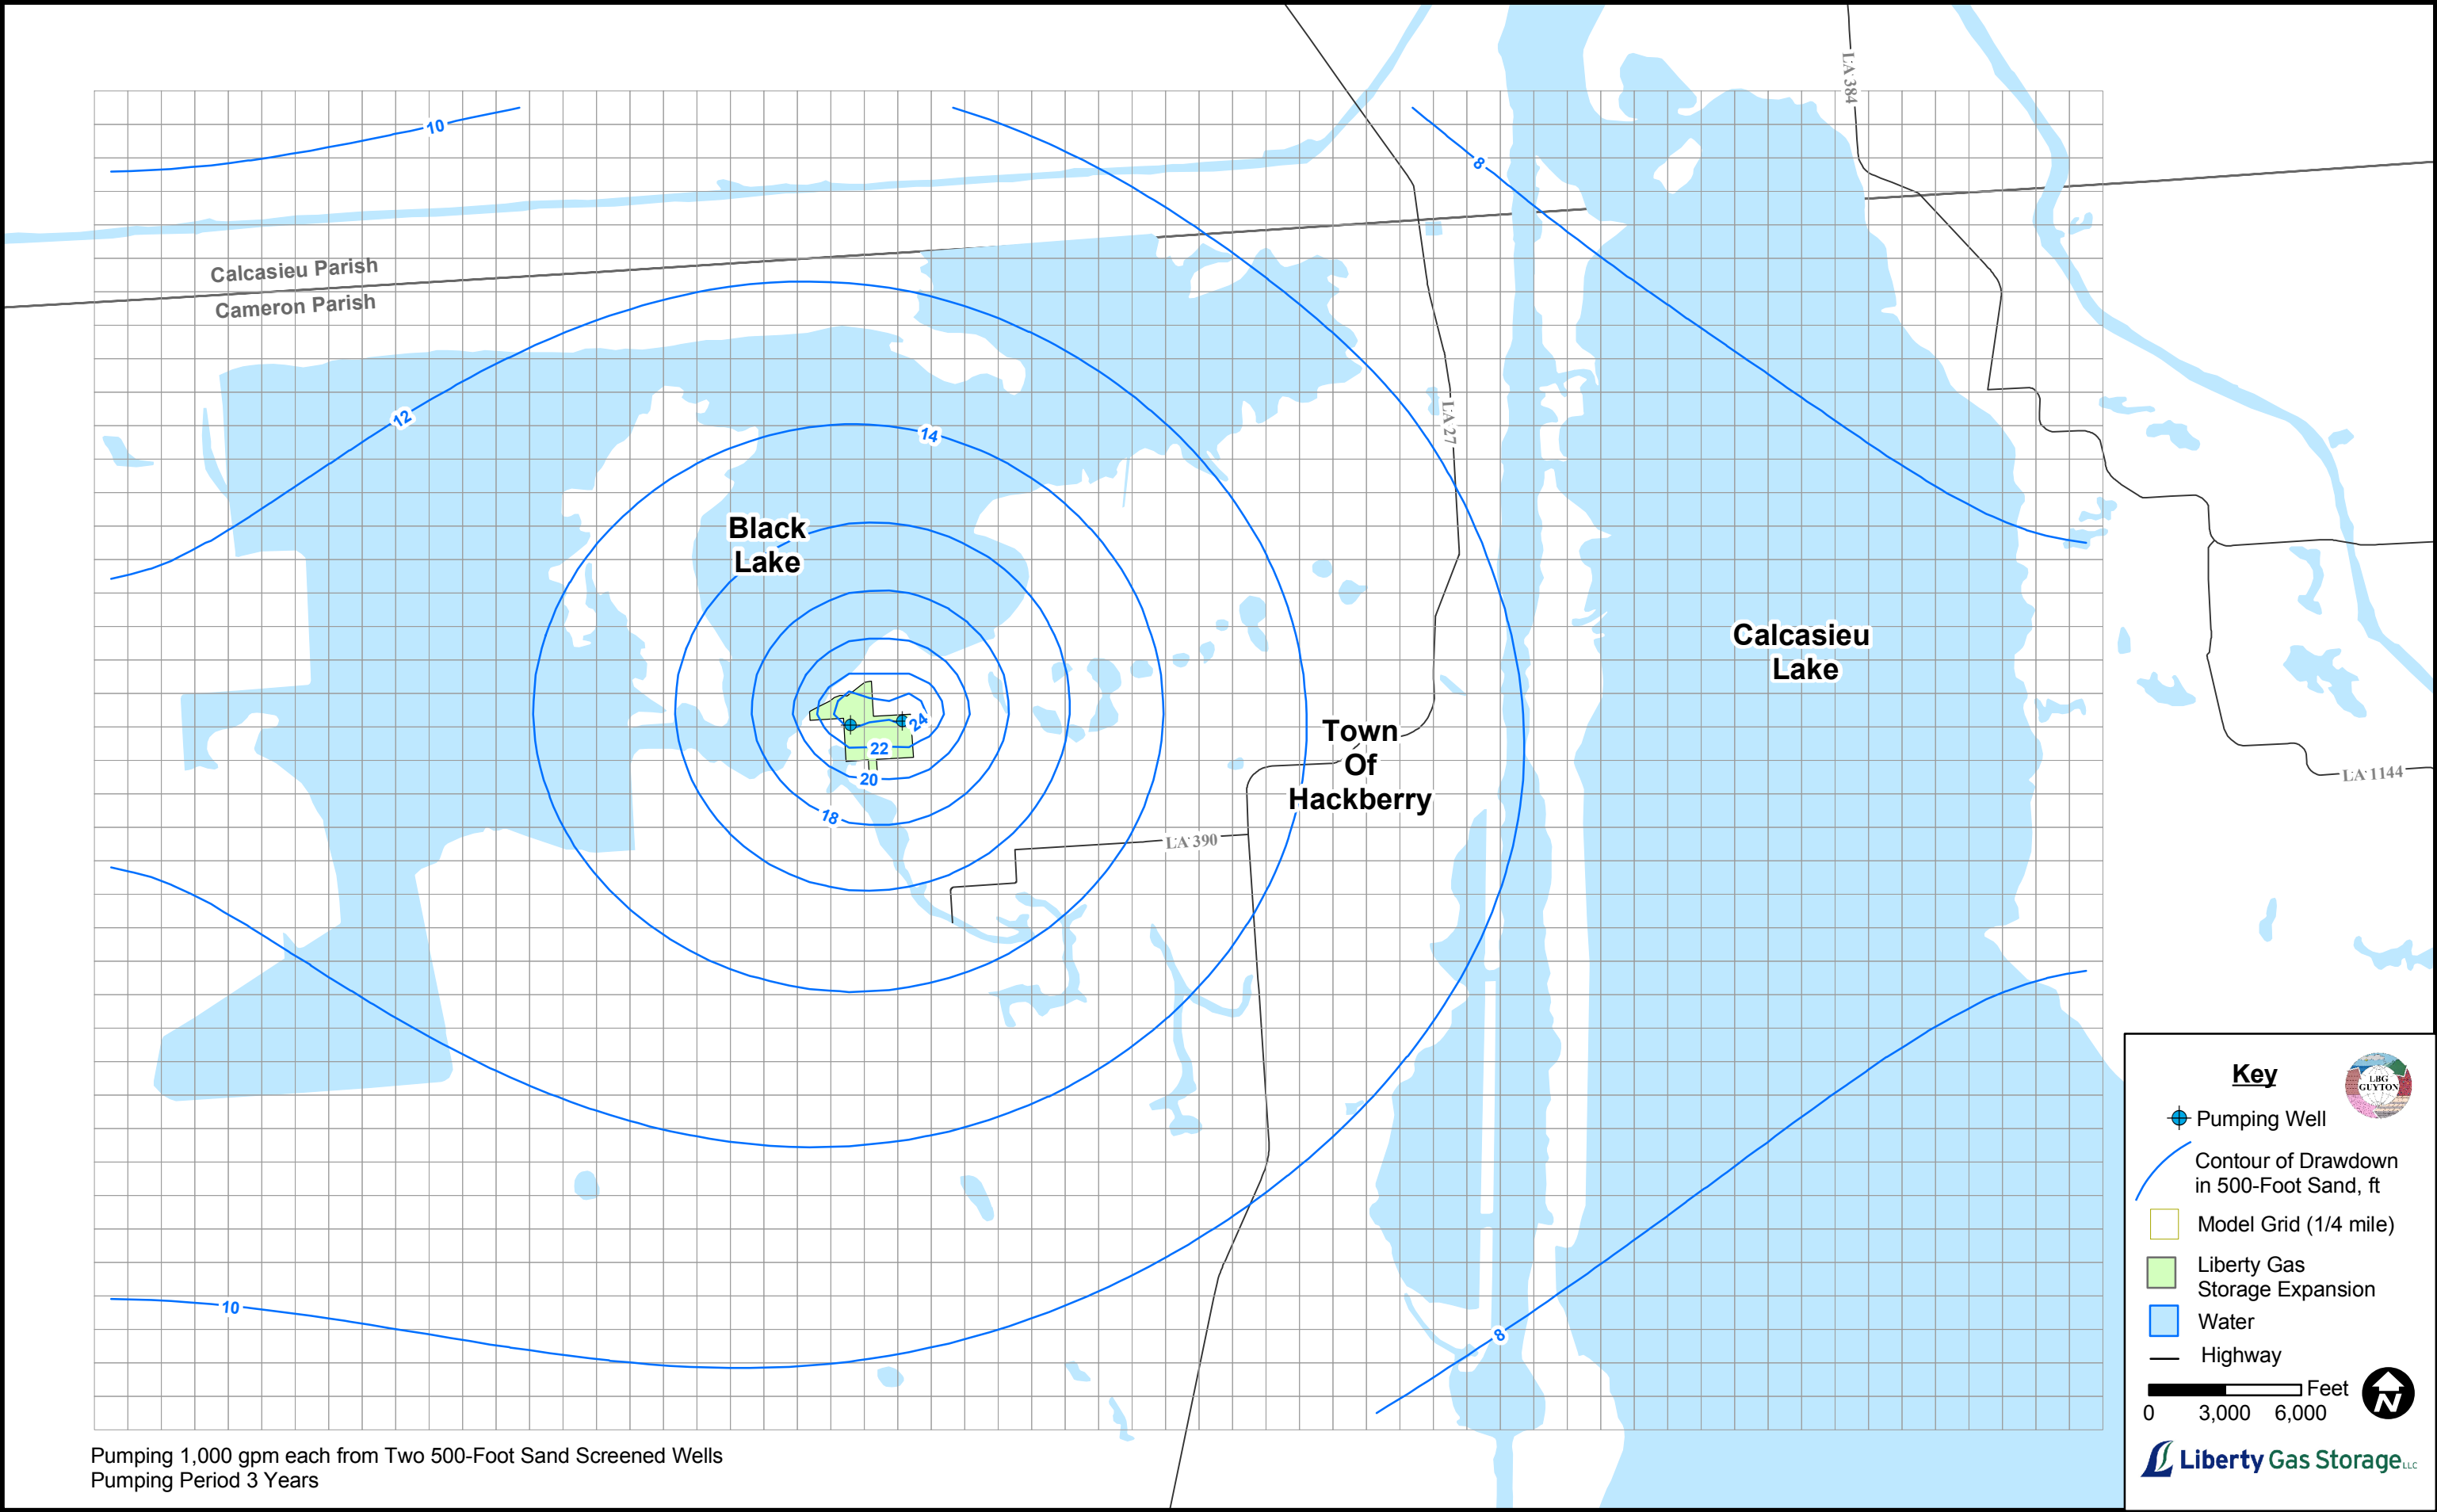 LA 384
10
8
Calcasieu Parish
Cameron Parish
12
14
LA 27
Black
Lake
Calcasieu
Lake
24
22
20
18
Town
Of
Hackberry
LA 390
LA 1144
10
8
Key
LBG
GUYTON
Pumping Well
Contour of Drawdown
in 500-Foot Sand, ft
Model Grid (1/4 mile)
Liberty Gas
Storage Expansion
Water
Highway
Feet
0 3,000 6,000
N
Liberty Gas Storage LLC
Pumping 1,000 gpm each from Two 500-Foot Sand Screened Wells
Pumping Period 3 Years